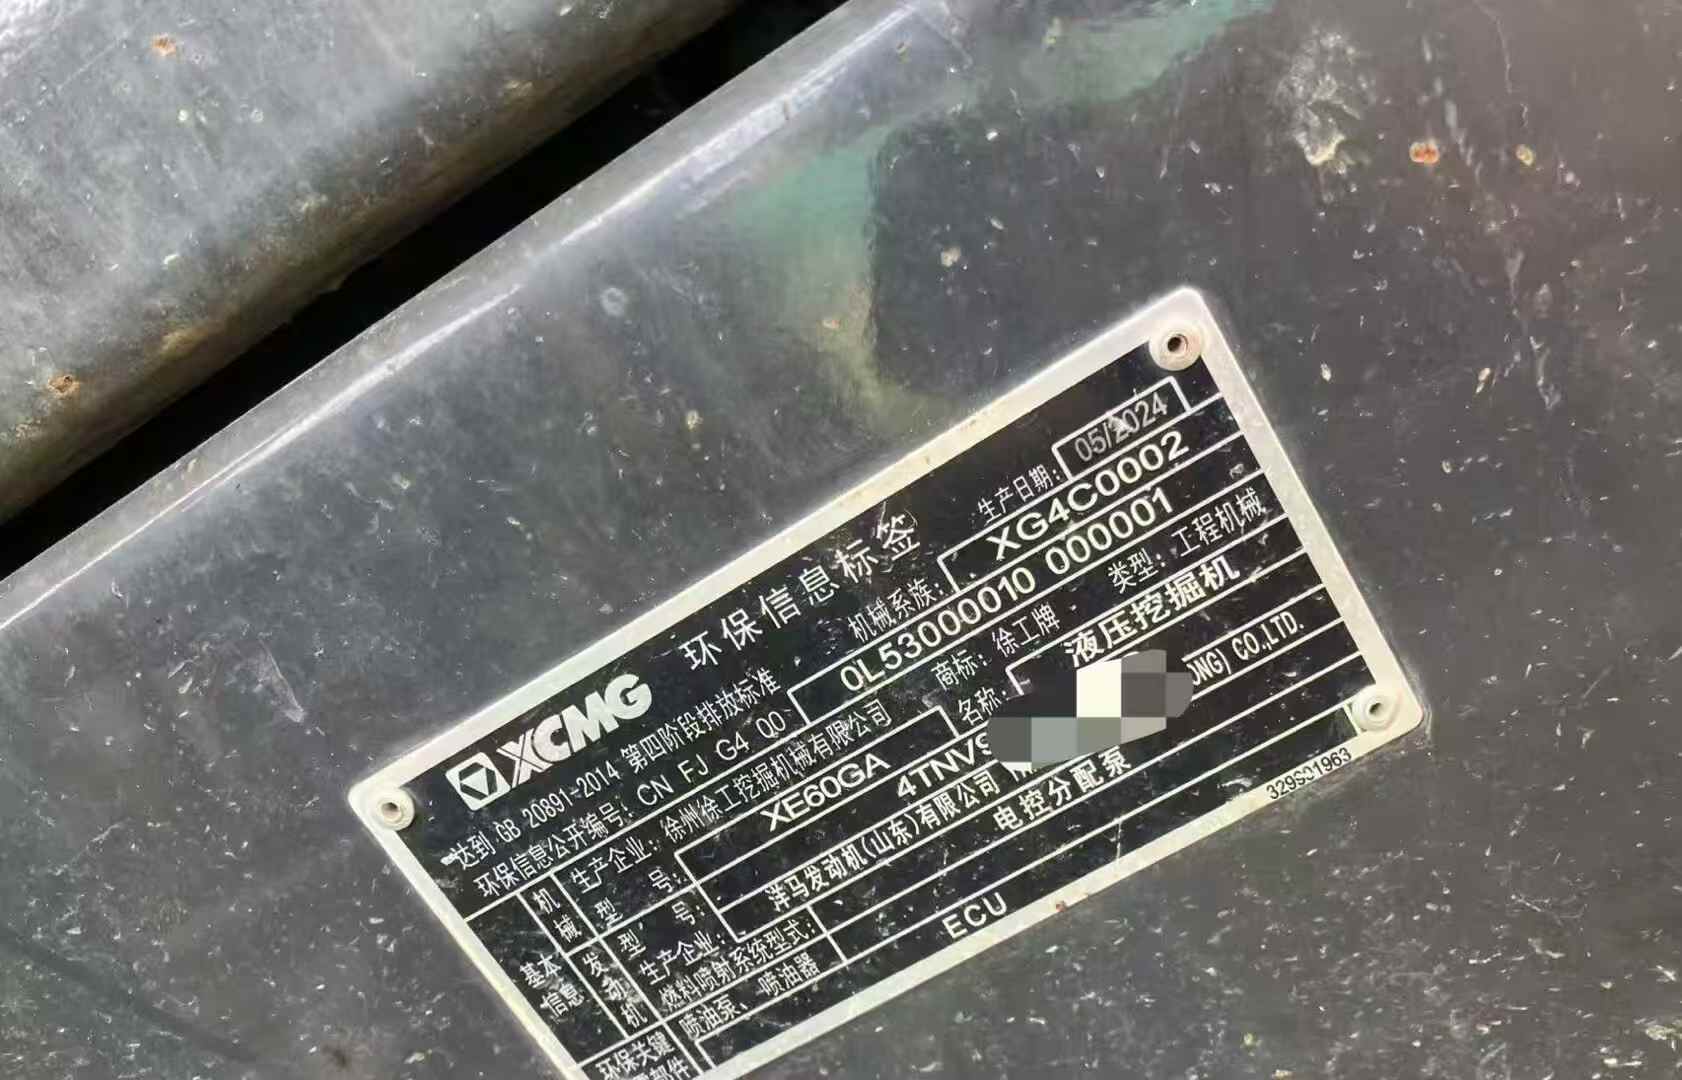 XCMG 环保信息标签
生产日期: 05/2024
达到 GB 20891-2014 第四阶段排放标准 机械系族: XG4C0002
环保信息公开编号: CN FJ G4 Q0 0L53000010 000001
基本信息
机械
生产企业: 徐州徐工挖掘机械有限公司 商标: 徐工牌 类型: 工程机械
型 号: XE60GA 名称: 液压挖掘机
发动机
型 号: 4TNV9
生产企业: 洋马发动机(山东)有限公司 CO.,LTD.
燃料喷射系统型式: 电控分配泵
环保关键
部件
喷油泵、喷油器
ECU
329S01963